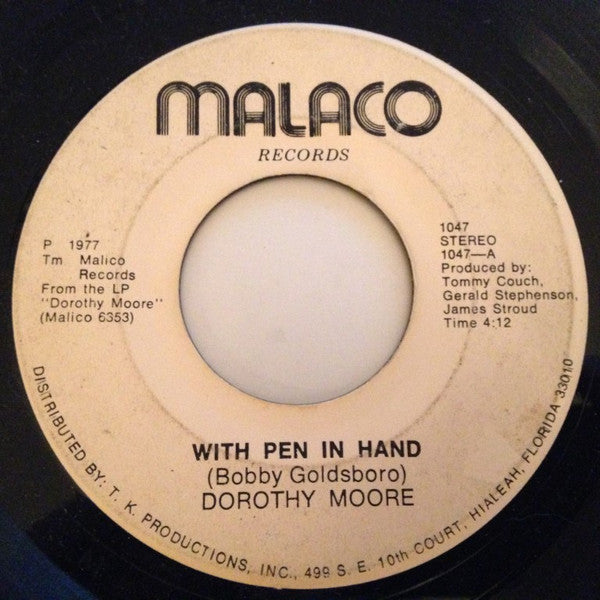 MALACO
RECORDS
P 1977
Tm Malico
Records
From the LP
"Dorothy Moore"
(Malico 6353)
1047
STEREO
1047—A
Produced by:
Tommy Couch,
Gerald Stephenson,
James Stroud
Time 4:12
WITH PEN IN HAND
(Bobby Goldsboro)
DOROTHY MOORE
DISTRIBUTED BY: T. K. PRODUCTIONS, INC., 499 S. E. 10th COURT, HIALEAH, FLORIDA 33010